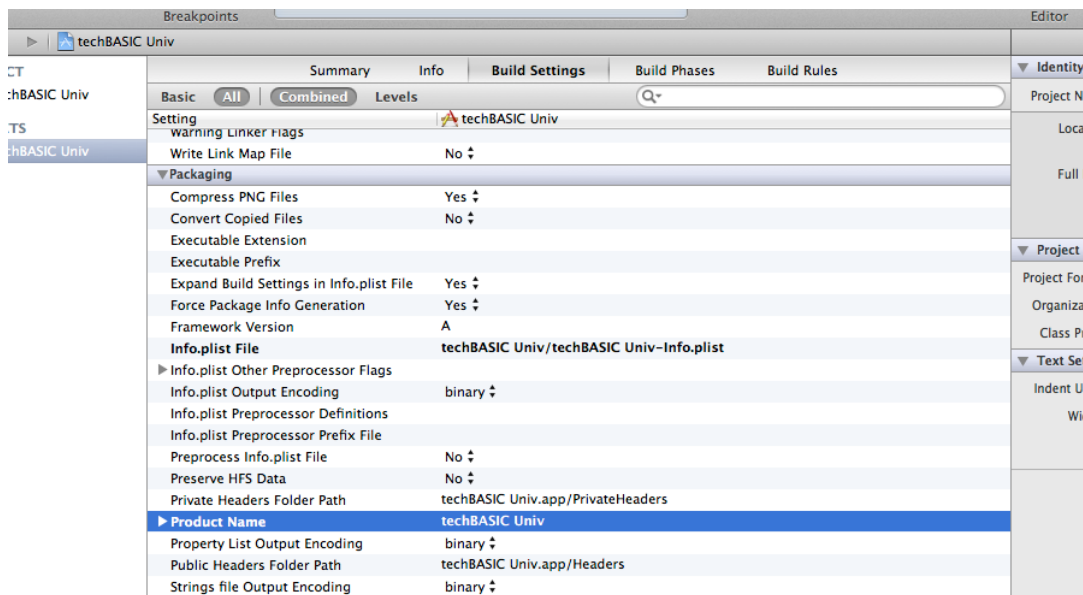 Breakpoints Editor
techBASIC Univ
CT Summary Info Build Settings Build Phases Build Rules Identity
hBASIC Univ Basic All Combined Levels Project N
TS Setting techBASIC Univ Loca
Warning Linker Flags
hBASIC Univ Write Link Map File No
Packaging Full
Compress PNG Files Yes
Convert Copied Files No
Executable Extension Project
Executable Prefix
Expand Build Settings in Info.plist File Yes Project For
Force Package Info Generation Yes Organiza
Framework Version A Class P
Info.plist File techBASIC Univ/techBASIC Univ-Info.plist
Info.plist Other Preprocessor Flags Text Se
Info.plist Output Encoding binary Indent U
Info.plist Preprocessor Definitions Wi
Info.plist Preprocessor Prefix File
Preprocess Info.plist File No
Preserve HFS Data No
Private Headers Folder Path techBASIC Univ.app/PrivateHeaders
Product Name techBASIC Univ
Property List Output Encoding binary
Public Headers Folder Path techBASIC Univ.app/Headers
Strings file Output Encoding binary